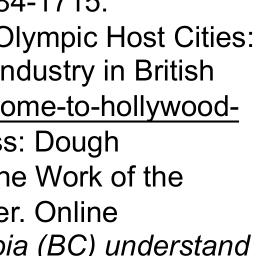 84-1715.
Olympic Host Cities:
ndustry in British
ome-to-hollywood-
ss: Dough
he Work of the
er. Online
bia (BC) understand